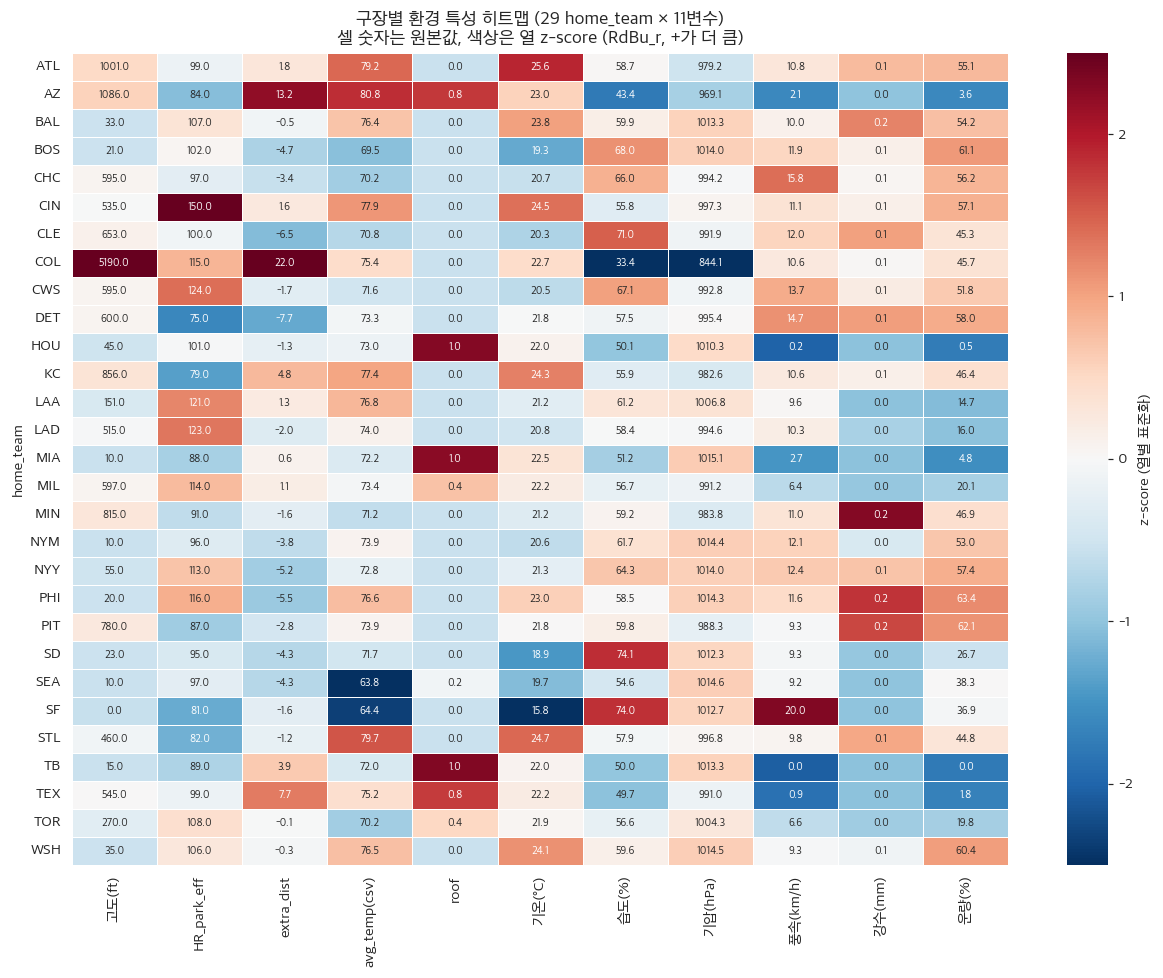 구장별 환경 특성 히트맵 (29 home_team × 11변수)
셀 숫자는 원본값, 색상은 열 z-score (RdBu_r, +가 더 큼)
home_team
ATL 1001.0 99.0 1.8 79.2 0.0 25.6 58.7 979.2 10.8 0.1 55.1
AZ 1086.0 84.0 13.2 80.8 0.8 23.0 43.4 969.1 2.1 0.0 3.6
BAL 33.0 107.0 −0.5 76.4 0.0 23.8 59.9 1013.3 10.0 0.2 54.2
BOS 21.0 102.0 −4.7 69.5 0.0 19.3 68.0 1014.0 11.9 0.1 61.1
CHC 595.0 97.0 −3.4 70.2 0.0 20.7 66.0 994.2 15.8 0.1 56.2
CIN 535.0 150.0 1.6 77.9 0.0 24.5 55.8 997.3 11.1 0.1 57.1
CLE 653.0 100.0 −6.5 70.8 0.0 20.3 71.0 991.9 12.0 0.1 45.3
COL 5190.0 115.0 22.0 75.4 0.0 22.7 33.4 844.1 10.6 0.1 45.7
CWS 595.0 124.0 −1.7 71.6 0.0 20.5 67.1 992.8 13.7 0.1 51.8
DET 600.0 75.0 −7.7 73.3 0.0 21.8 57.5 995.4 14.7 0.1 58.0
HOU 45.0 101.0 −1.3 73.0 1.0 22.0 50.1 1010.3 0.2 0.0 0.5
KC 856.0 79.0 4.8 77.4 0.0 24.3 55.9 982.6 10.6 0.1 46.4
LAA 151.0 121.0 1.3 76.8 0.0 21.2 61.2 1006.8 9.6 0.0 14.7
LAD 515.0 123.0 −2.0 74.0 0.0 20.8 58.4 994.6 10.3 0.0 16.0
MIA 10.0 88.0 0.6 72.2 1.0 22.5 51.2 1015.1 2.7 0.0 4.8
MIL 597.0 114.0 1.1 73.4 0.4 22.2 56.7 991.2 6.4 0.0 20.1
MIN 815.0 91.0 −1.6 71.2 0.0 21.2 59.2 983.8 11.0 0.2 46.9
NYM 10.0 96.0 −3.8 73.9 0.0 20.6 61.7 1014.4 12.1 0.0 53.0
NYY 55.0 113.0 −5.2 72.8 0.0 21.3 64.3 1014.0 12.4 0.1 57.4
PHI 20.0 116.0 −5.5 76.6 0.0 23.0 58.5 1014.3 11.6 0.2 63.4
PIT 780.0 87.0 −2.8 73.9 0.0 21.8 59.8 988.3 9.3 0.2 62.1
SD 23.0 95.0 −4.3 71.7 0.0 18.9 74.1 1012.3 9.3 0.0 26.7
SEA 10.0 97.0 −4.3 63.8 0.2 19.7 54.6 1014.6 9.2 0.0 38.3
SF 0.0 81.0 −1.6 64.4 0.0 15.8 74.0 1012.7 20.0 0.0 36.9
STL 460.0 82.0 −1.2 79.7 0.0 24.7 57.9 996.8 9.8 0.1 44.8
TB 15.0 89.0 3.9 72.0 1.0 22.0 50.0 1013.3 0.0 0.0 0.0
TEX 545.0 99.0 7.7 75.2 0.8 22.2 49.7 991.0 0.9 0.0 1.8
TOR 270.0 108.0 −0.1 70.2 0.4 21.9 56.6 1004.3 6.6 0.0 19.8
WSH 35.0 106.0 −0.3 76.5 0.0 24.1 59.6 1014.5 9.3 0.1 60.4
고도(ft) HR_park_eff extra_dist avg_temp(csv) roof 기온(°C) 습도(%) 기압(hPa) 풍속(km/h) 강수(mm) 운량(%)
2
1
0
−1
−2
z-score (열별 표준화)